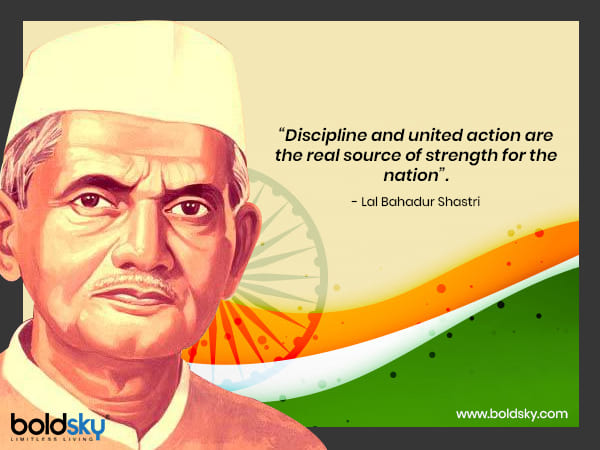 “Discipline and united action are
the real source of strength for the
nation”.
- Lal Bahadur Shastri
boldsky
LIMITLESS LIVING
www.boldsky.com